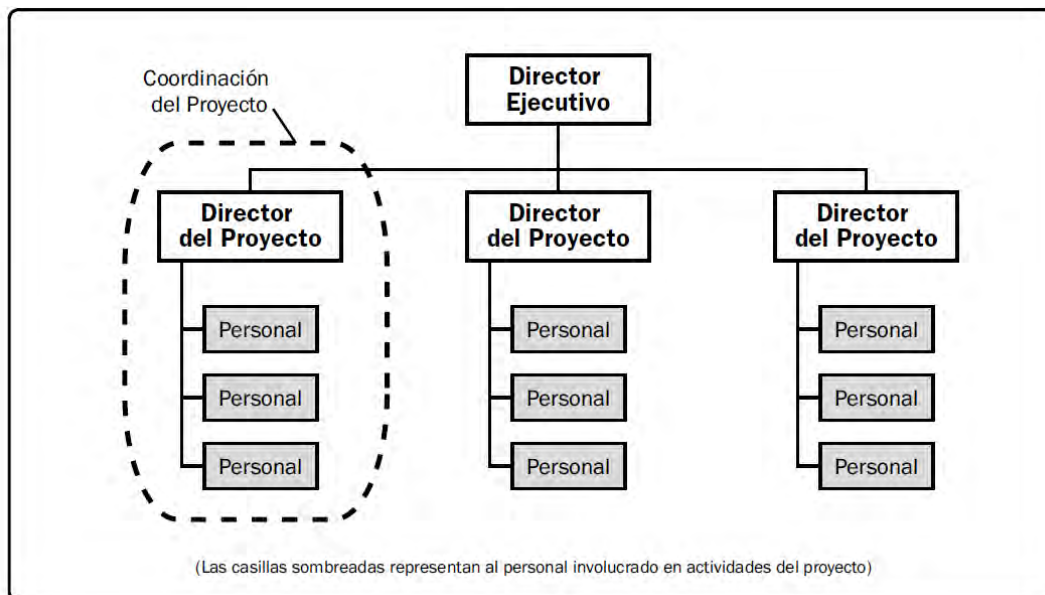 Coordinación
del Proyecto
Director
Ejecutivo
Director
del Proyecto
Director
del Proyecto
Director
del Proyecto
Personal
Personal
Personal
Personal
Personal
Personal
Personal
Personal
Personal
(Las casillas sombreadas representan al personal involucrado en actividades del proyecto)